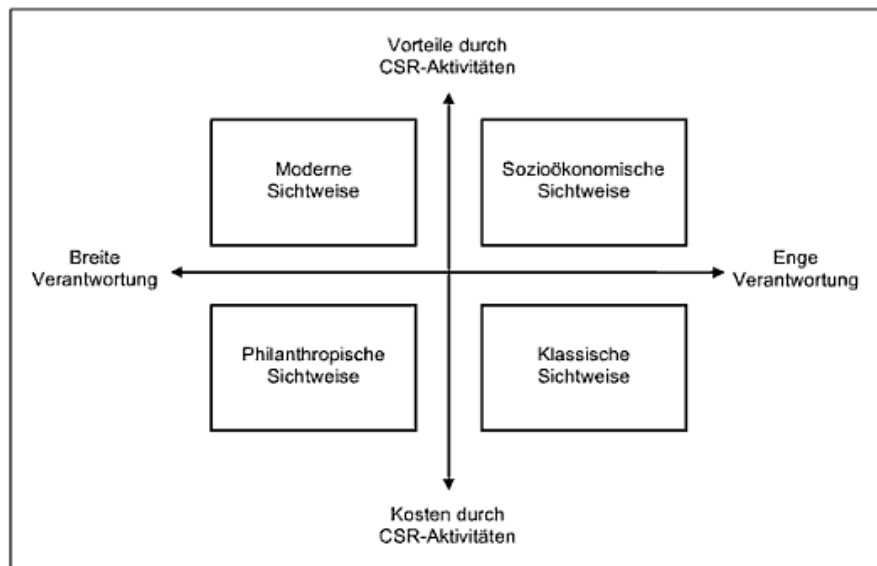 Vorteile durch
CSR-Aktivitäten
Moderne
Sichtweise
Sozioökonomische
Sichtweise
Breite
Verantwortung
Enge
Verantwortung
Philanthropische
Sichtweise
Klassische
Sichtweise
Kosten durch
CSR-Aktivitäten